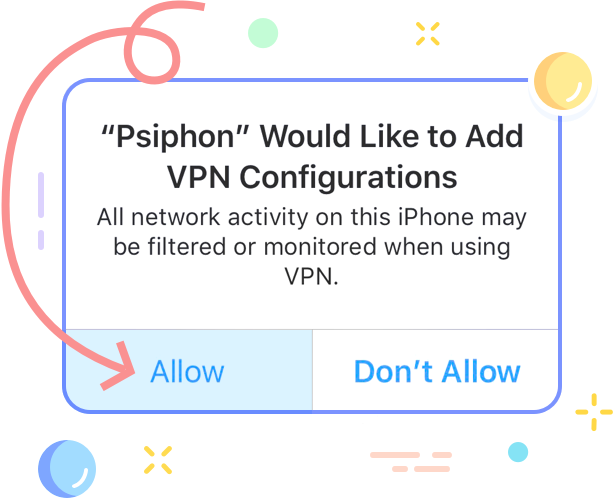 “Psiphon” Would Like to Add
VPN Configurations
All network activity on this iPhone may
be filtered or monitored when using
VPN.
Allow
Don’t Allow